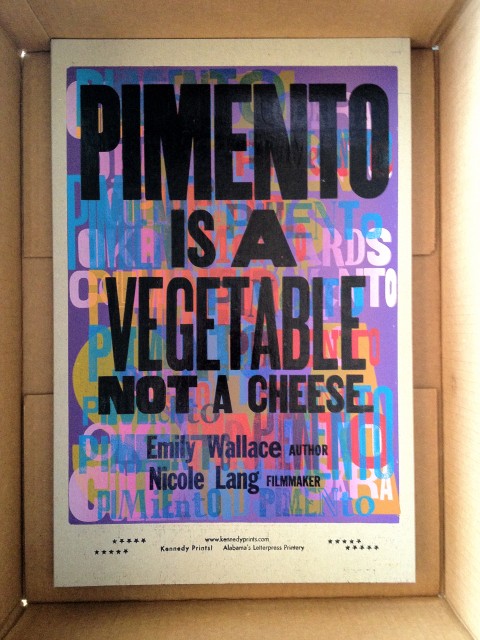 PIMENTO
IS A
VEGETABLE
NOT A CHEESE
Emily Wallace AUTHOR
Nicole Lang FILMMAKER
www.kennedyprints.com
Kennedy Prints! Alabama's Letterpress Printery